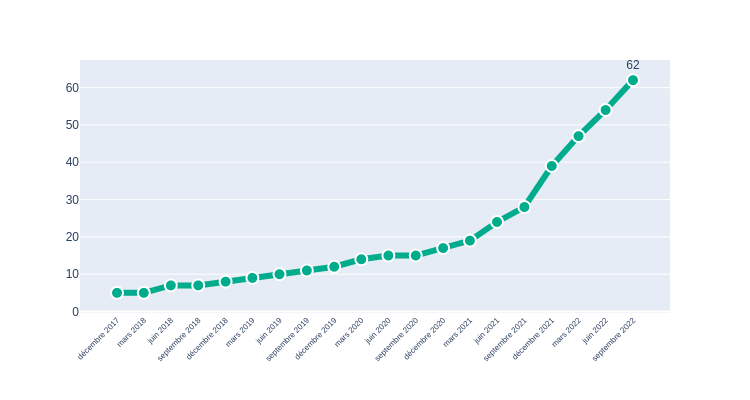 62
60
50
40
30
20
10
0
décembre 2017
mars 2018
juin 2018
septembre 2018
décembre 2018
mars 2019
juin 2019
septembre 2019
décembre 2019
mars 2020
juin 2020
septembre 2020
décembre 2020
mars 2021
juin 2021
septembre 2021
décembre 2021
mars 2022
juin 2022
septembre 2022